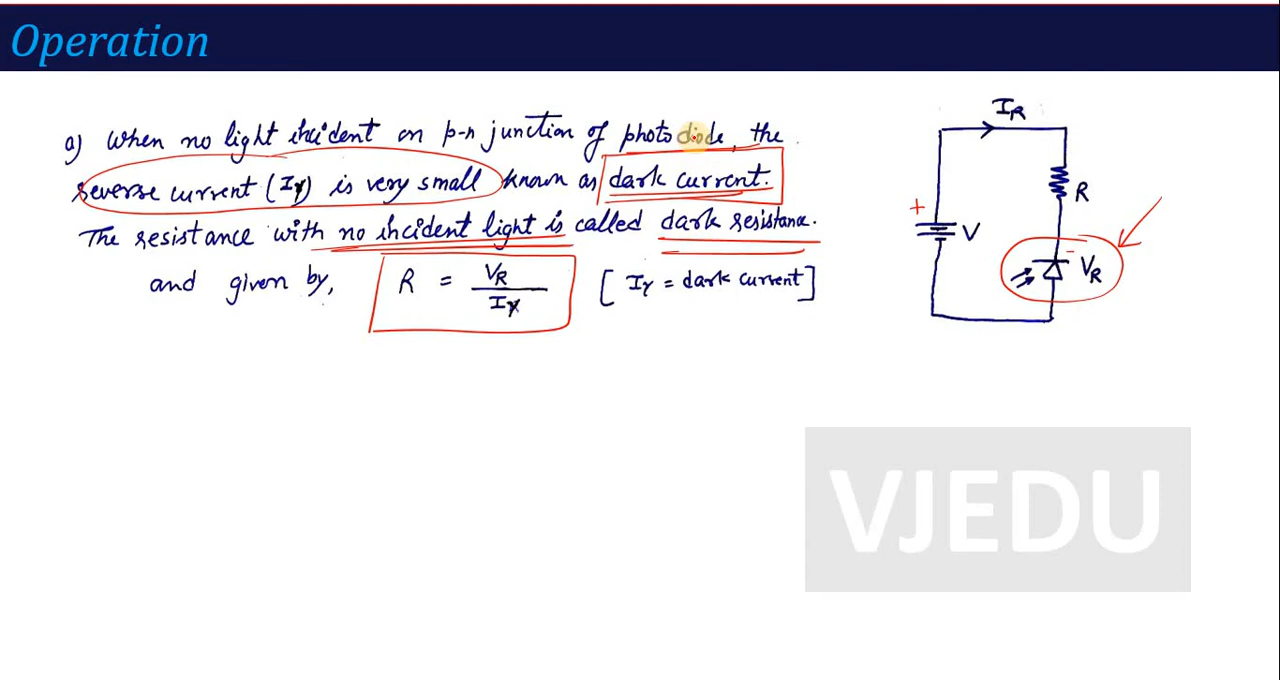 Operation
a) When no light incident on p-n junction of photodiode, the
reverse current (Ir) is very small known as dark current.
The resistance with no incident light is called dark resistance.
and given by, R = VR / Ir [Ir = dark current]
IR
R
+
V
-
VR
VJEDU